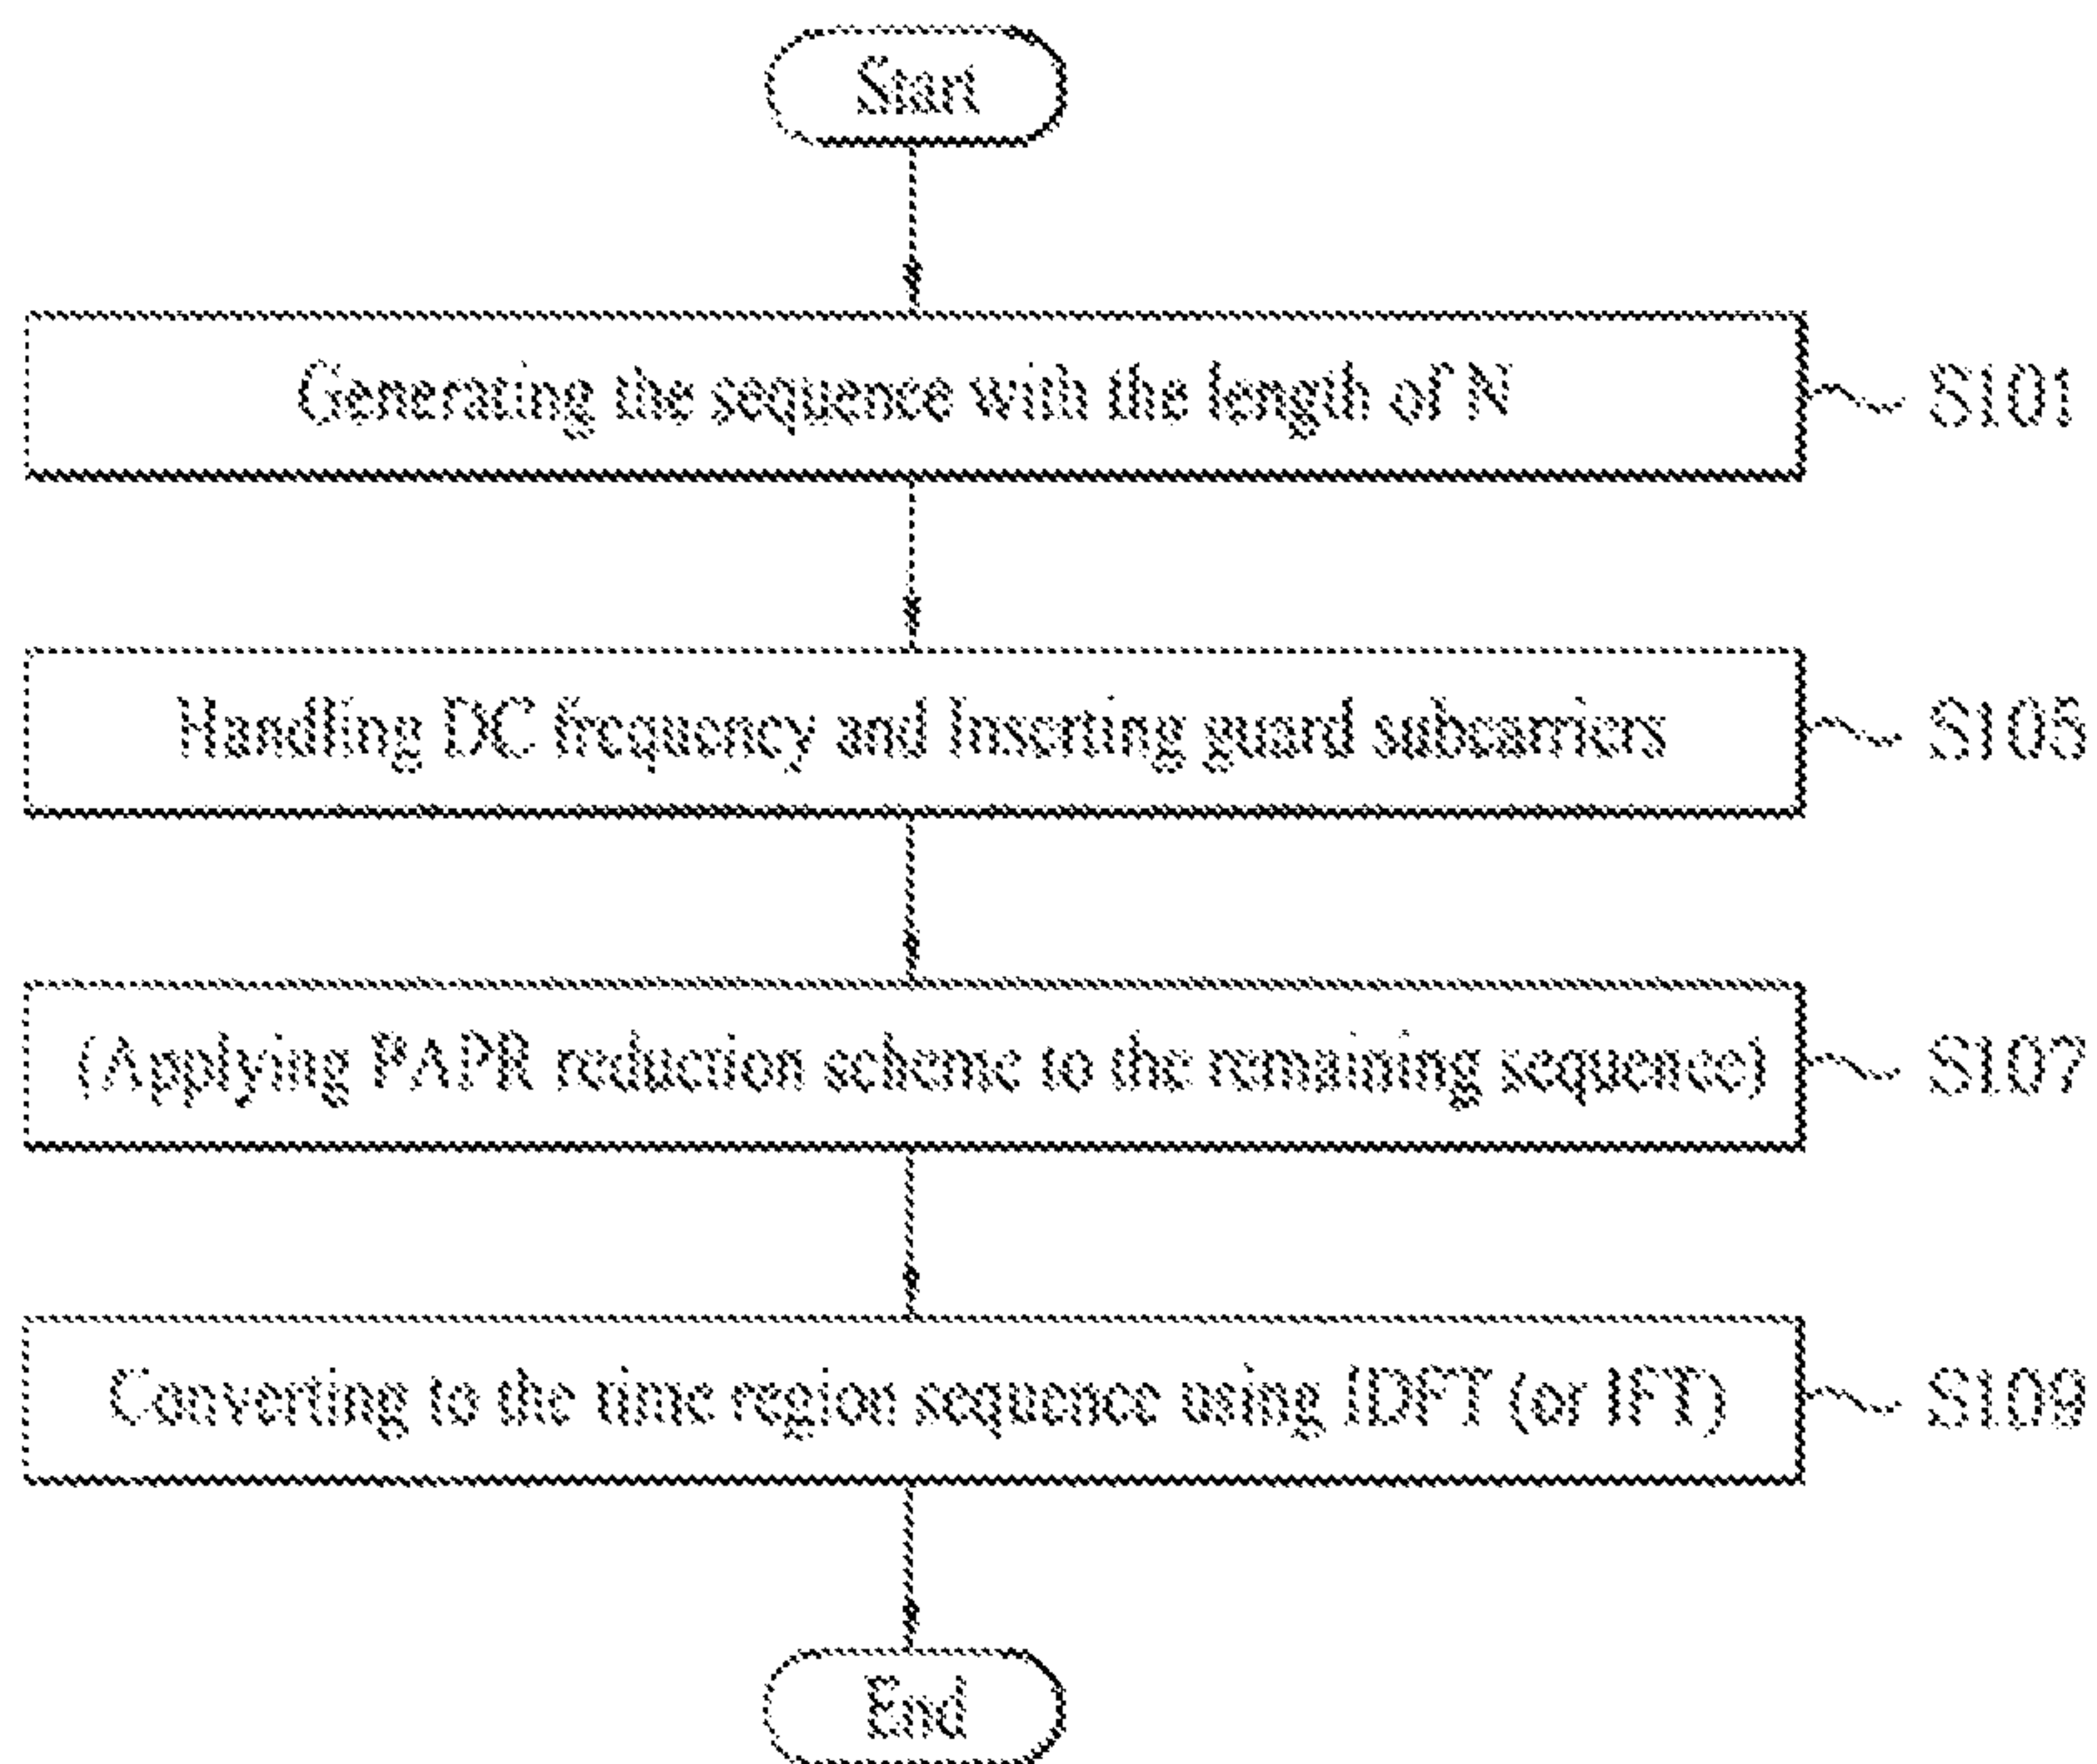 Start
Generating the sequence with the length of N
S101
Handling DC frequency and Inserting guard subcarriers
S105
(Applying PAPR reduction scheme to the remaining sequence)
S107
Converting to the time region sequence using IDFT (or IFT)
S109
End